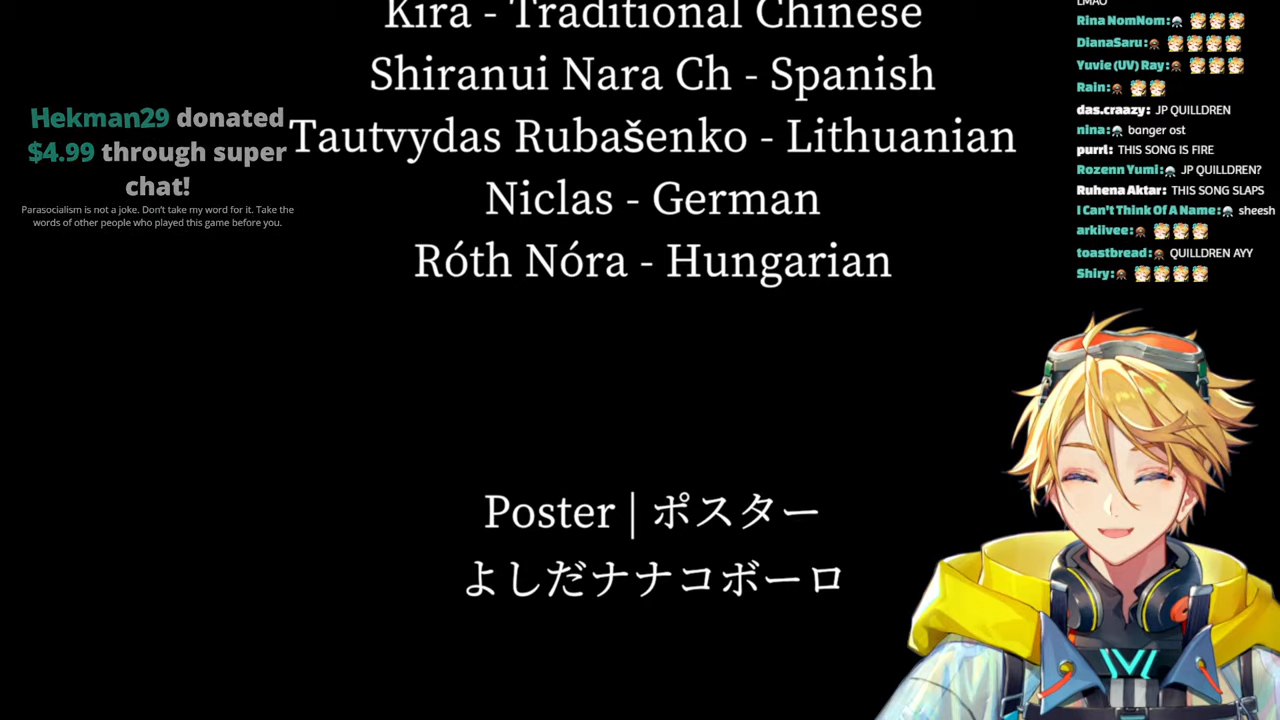 Kira - Traditional Chinese
Shiranui Nara Ch - Spanish
Tautvydas Rubašenko - Lithuanian
Niclas - German
Róth Nóra - Hungarian
Poster | ポスター
よしだナナコボーロ
Hekman29 donated
$4.99 through super
chat!
Parasocialism is not a joke. Don't take my word for it. Take the
words of other people who played this game before you.
LMAO
Rina NomNom:
DianaSaru:
Yuvie (UV) Ray:
Rain:
das.craazy: JP QUILLDREN
nina: banger ost
purrl: THIS SONG IS FIRE
Rozenn Yumi: JP QUILLDREN?
Ruhena Aktar: THIS SONG SLAPS
I Can't Think Of A Name: sheesh
arkiivee:
toastbread: QUILLDREN AYY
Shiry: